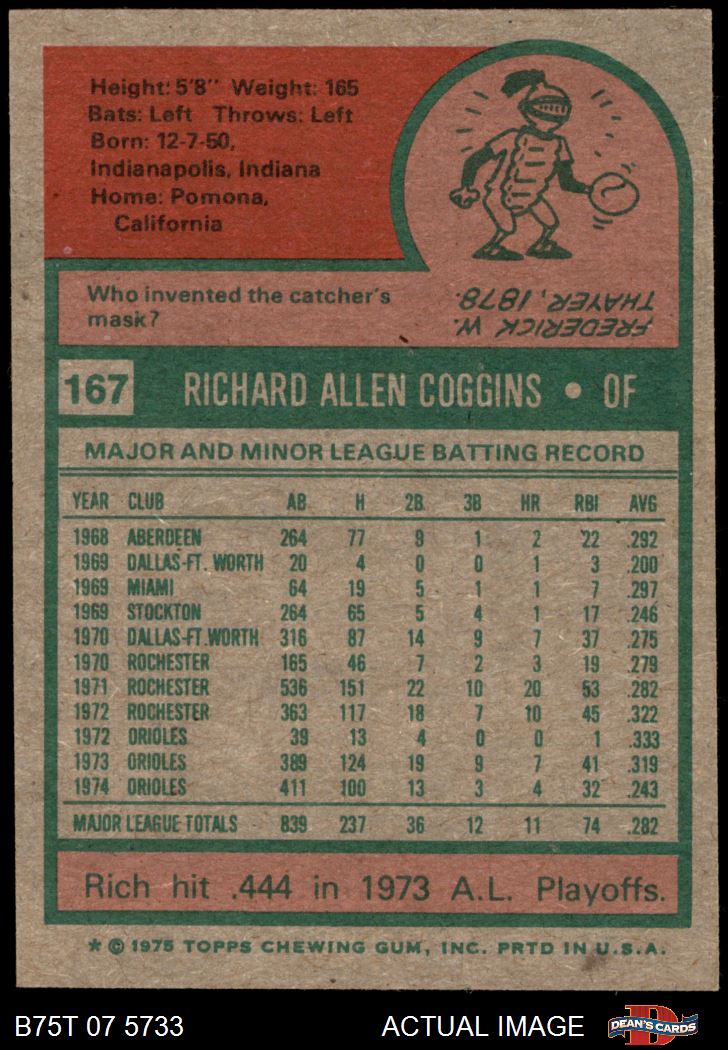 Height: 5'8" Weight: 165
Bats: Left Throws: Left
Born: 12-7-50,
Indianapolis, Indiana
Home: Pomona,
California
Who invented the catcher's
mask?
FREDERICK W.
THAYER, 1878.
167 RICHARD ALLEN COGGINS • OF
MAJOR AND MINOR LEAGUE BATTING RECORD
YEAR CLUB AB H 2B 3B HR RBI AVG
1968 ABERDEEN 264 77 9 1 2 22 .292
1969 DALLAS-FT. WORTH 20 4 0 0 1 3 .200
1969 MIAMI 64 19 5 1 1 7 .297
1969 STOCKTON 264 65 5 4 1 17 .246
1970 DALLAS-FT.WORTH 316 87 14 9 7 37 .275
1970 ROCHESTER 165 46 7 2 3 19 .279
1971 ROCHESTER 536 151 22 10 20 53 .282
1972 ROCHESTER 363 117 18 7 10 45 .322
1972 ORIOLES 39 13 4 0 0 1 .333
1973 ORIOLES 389 124 19 9 7 41 .319
1974 ORIOLES 411 100 13 3 4 32 .243
MAJOR LEAGUE TOTALS 839 237 36 12 11 74 .282
Rich hit .444 in 1973 A.L. Playoffs.
* © 1975 TOPPS CHEWING GUM, INC. PRTD IN U.S.A.
B75T 07 5733 ACTUAL IMAGE DEAN'S CARDS